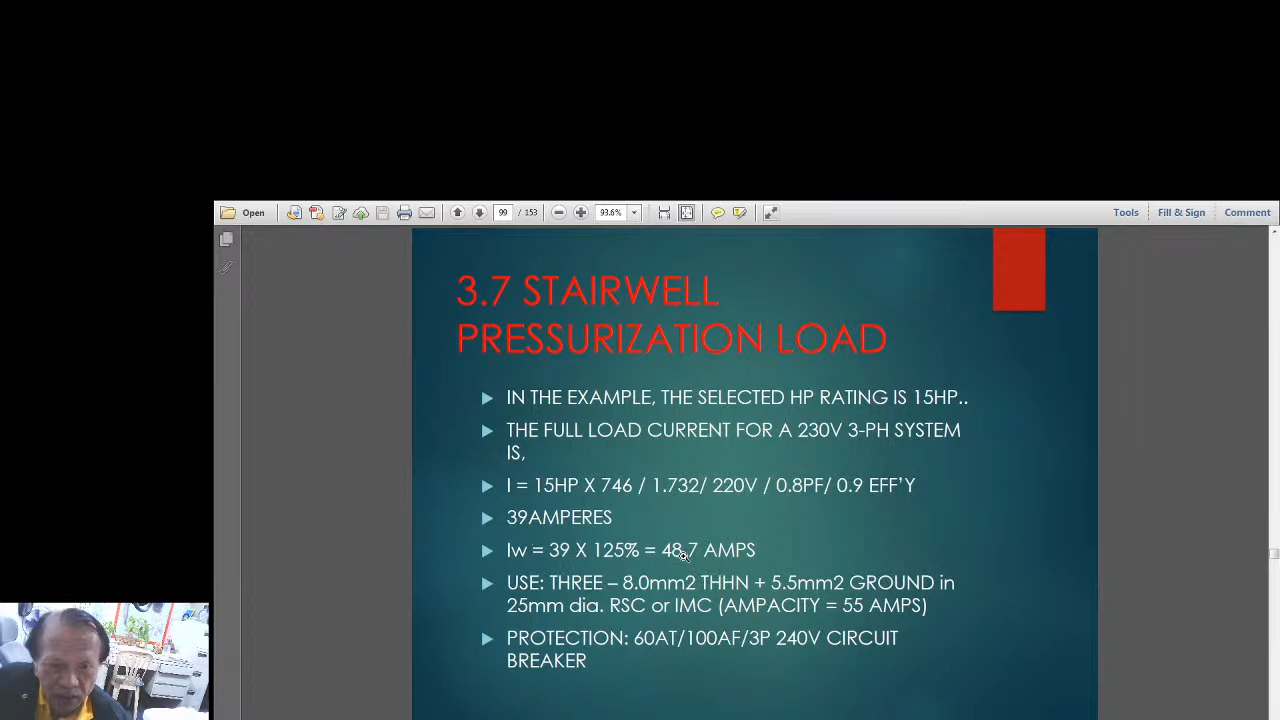 Open
99 / 153
93.6%
Tools
Fill & Sign
Comment
3.7 STAIRWELL
PRESSURIZATION LOAD
IN THE EXAMPLE, THE SELECTED HP RATING IS 15HP..
THE FULL LOAD CURRENT FOR A 230V 3-PH SYSTEM
IS,
I = 15HP X 746 / 1.732/ 220V / 0.8PF/ 0.9 EFF'Y
39AMPERES
Iw = 39 X 125% = 48.7 AMPS
USE: THREE – 8.0mm2 THHN + 5.5mm2 GROUND in
25mm dia. RSC or IMC (AMPACITY = 55 AMPS)
PROTECTION: 60AT/100AF/3P 240V CIRCUIT
BREAKER